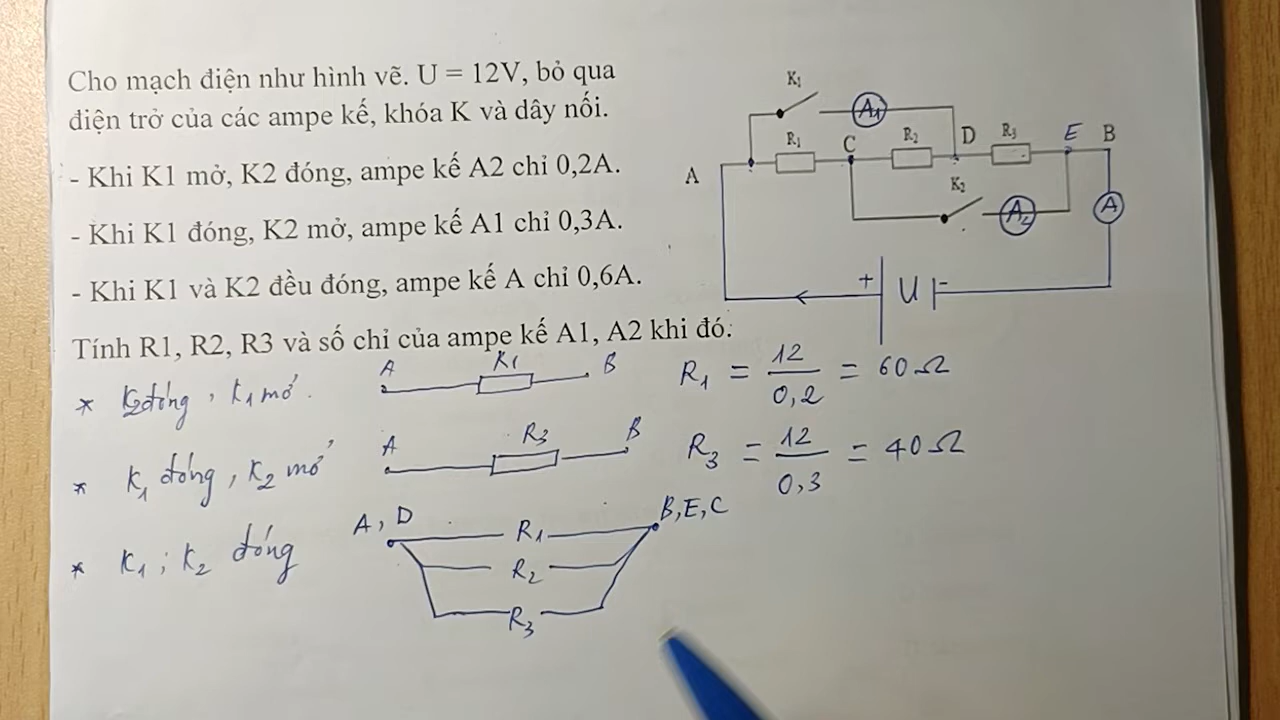 Cho mạch điện như hình vẽ. U = 12V, bỏ qua
điện trở của các ampe kế, khóa K và dây nối.
- Khi K1 mở, K2 đóng, ampe kế A2 chỉ 0,2A.
- Khi K1 đóng, K2 mở, ampe kế A1 chỉ 0,3A.
- Khi K1 và K2 đều đóng, ampe kế A chỉ 0,6A.
Tính R1, R2, R3 và số chỉ của ampe kế A1, A2 khi đó.
K₁ A₁
R₁ C R₂ D R₃ E B
A K₂ A₂ A
+ U -
* K₂ đóng, K₁ mở. A R₁ B R₁ = 12/0,2 = 60Ω
* K₁ đóng, K₂ mở A R₃ B R₃ = 12/0,3 = 40Ω
* K₁; K₂ đóng A, D R₁ B,E,C
R₂
R₃